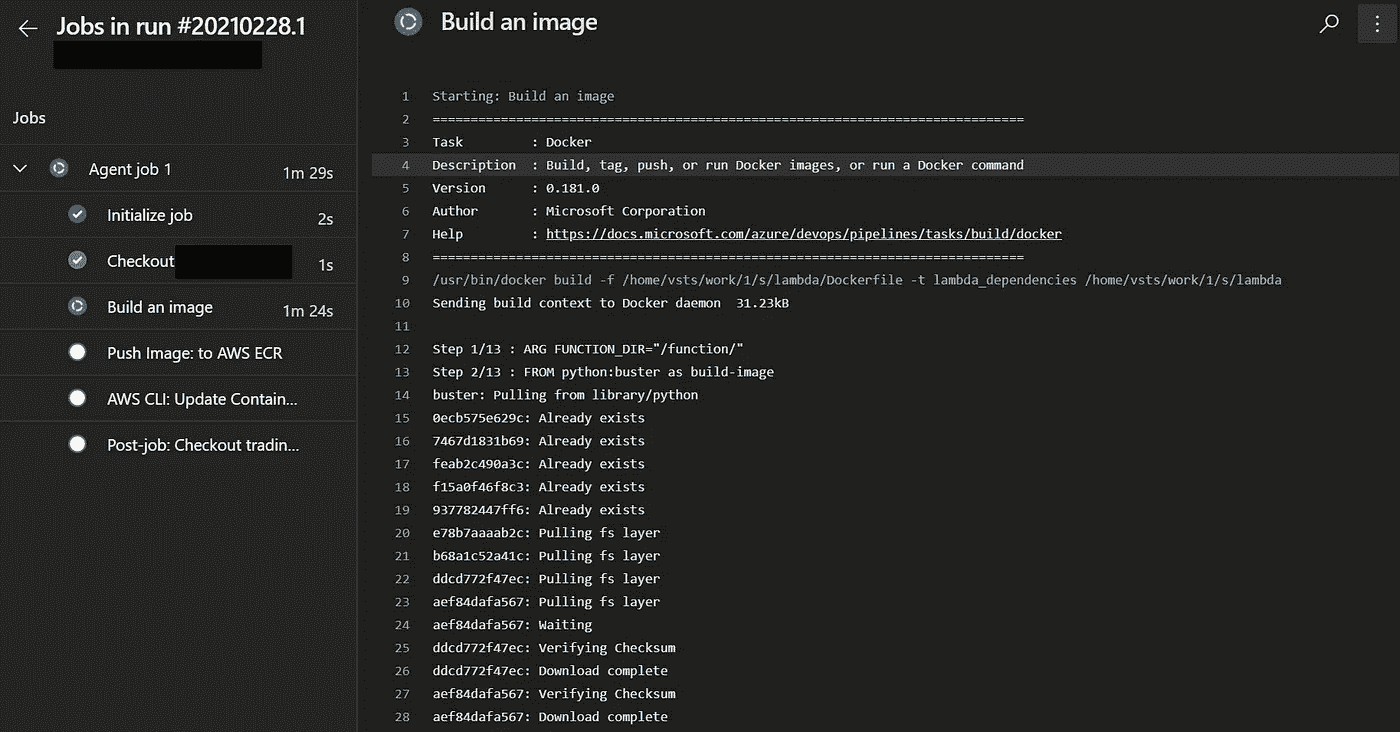 Jobs in run #20210228.1
Jobs
Agent job 1 1m 29s
Initialize job 2s
Checkout 1s
Build an image 1m 24s
Push Image: to AWS ECR
AWS CLI: Update Contain...
Post-job: Checkout tradin...
Build an image
1 Starting: Build an image
2 ==============================================================================
3 Task         : Docker
4 Description  : Build, tag, push, or run Docker images, or run a Docker command
5 Version      : 0.181.0
6 Author       : Microsoft Corporation
7 Help         : https://docs.microsoft.com/azure/devops/pipelines/tasks/build/docker
8 ==============================================================================
9 /usr/bin/docker build -f /home/vsts/work/1/s/lambda/Dockerfile -t lambda_dependencies /home/vsts/work/1/s/lambda
10 Sending build context to Docker daemon  31.23kB
11
12 Step 1/13 : ARG FUNCTION_DIR="/function/"
13 Step 2/13 : FROM python:buster as build-image
14 buster: Pulling from library/python
15 0ecb575e629c: Already exists
16 7467d1831b69: Already exists
17 feab2c490a3c: Already exists
18 f15a0f46f8c3: Already exists
19 937782447ff6: Already exists
20 e78b7aaaab2c: Pulling fs layer
21 b68a1c52a41c: Pulling fs layer
22 ddcd772f47ec: Pulling fs layer
23 aef84dafa567: Pulling fs layer
24 aef84dafa567: Waiting
25 ddcd772f47ec: Verifying Checksum
26 ddcd772f47ec: Download complete
27 aef84dafa567: Verifying Checksum
28 aef84dafa567: Download complete